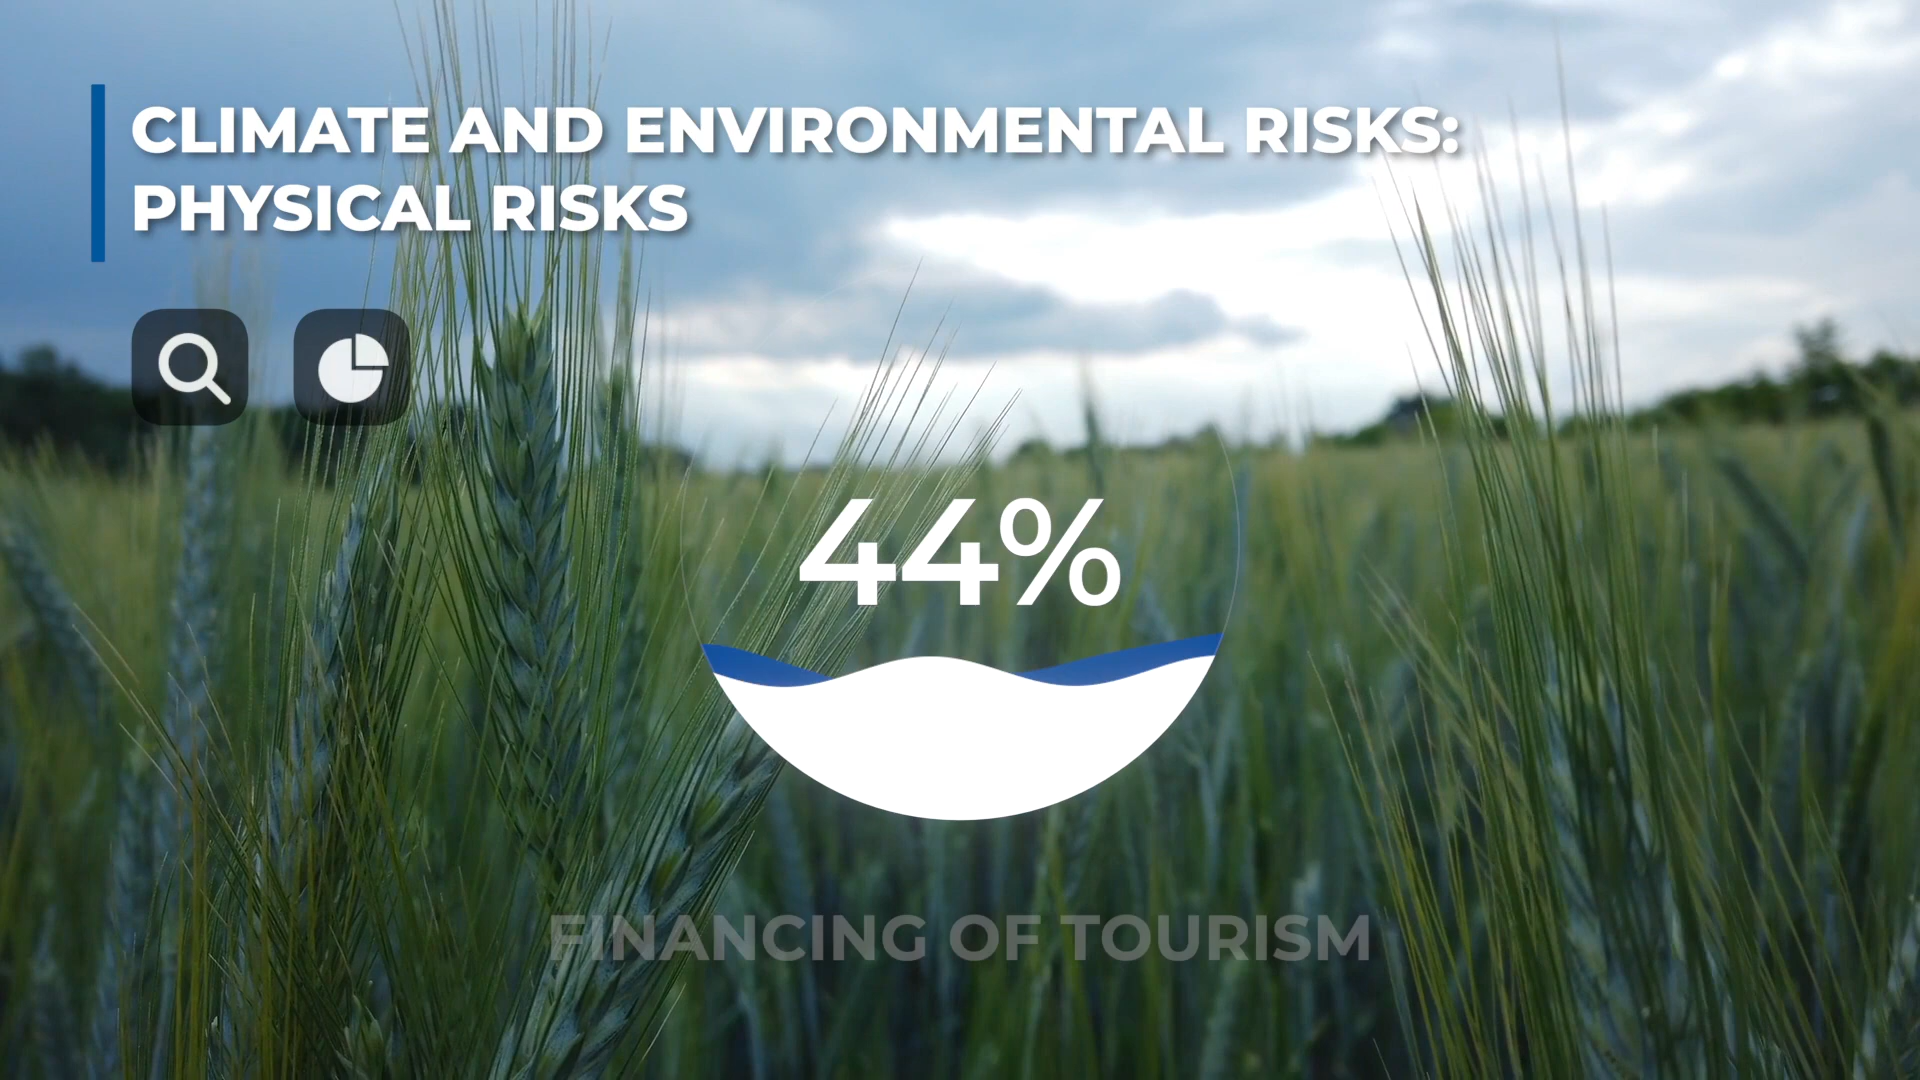 CLIMATE AND ENVIRONMENTAL RISKS:
PHYSICAL RISKS
44%
FINANCING OF TOURISM